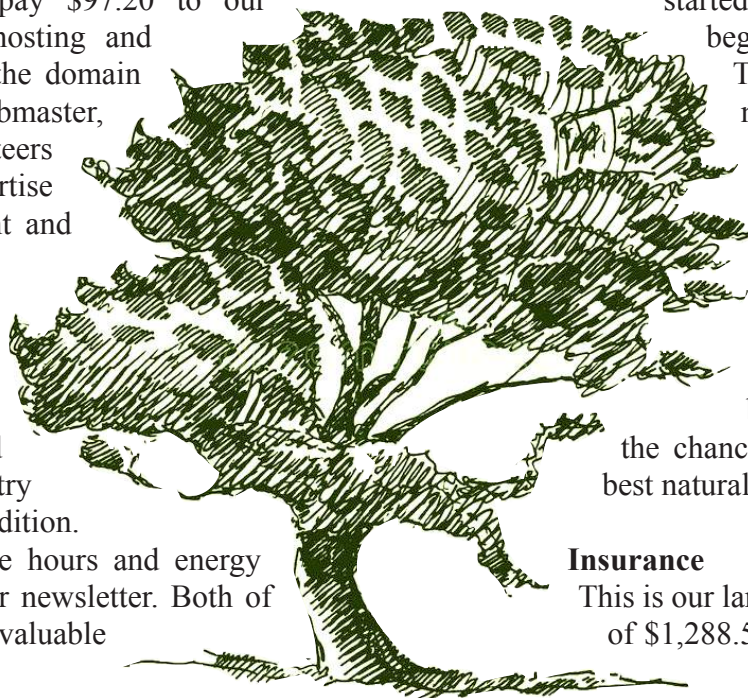 pay $97.20 to our
hosting and
the domain
bmaster,
teers
rtise
nt and
try
dition.
e hours and energy
r newsletter. Both of
valuable
started
beg
T
the chanc
best natural
Insurance
This is our lar
of $1,288.5